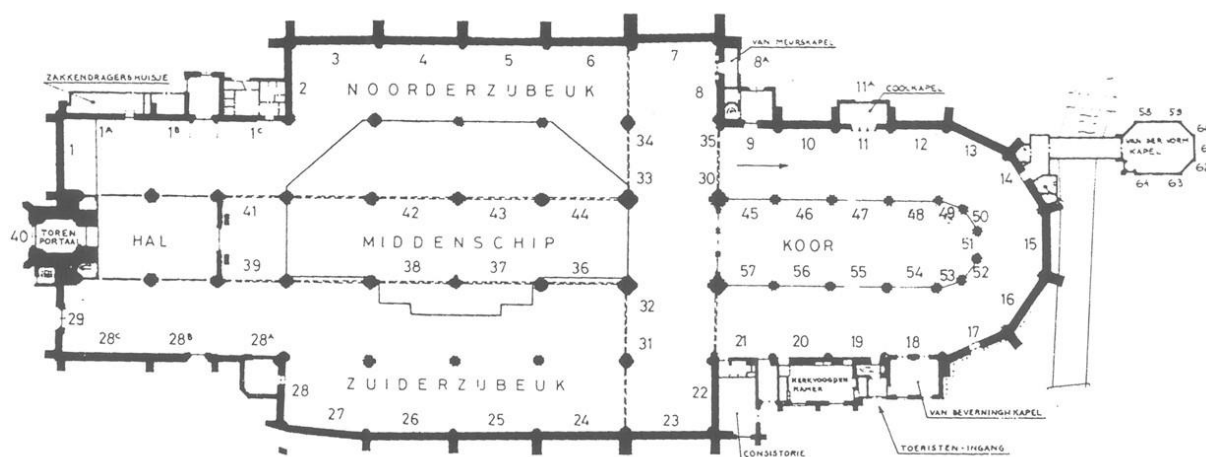 3 4 5 6 7
VAN MEURSKAPEL
8A
ZAKKENDRAGERSHUISJE
2 NOORDERZIJBEUK 8
11A COOLKAPEL
58 59
1A 1B 1C
1
34 35 9 10 11 12 13
VAN DER VORM
KAPEL
62
14
61 63
33 30
41 42 43 44 45 46 47 48 49 50
40 TOREN
PORTAAL
HAL MIDDENSCHIP KOOR
51 15
39 38 37 36 57 56 55 54 53 52
32 16
29
28C 28B 28A 31 21 20 19 18 17
28 ZUIDERZIJBEUK 22
KERKVOOGDEN
KAMER
27 26 25 24 23
VAN BEVERNINGHKAPEL
CONSISTORIE
TOERISTEN-INGANG